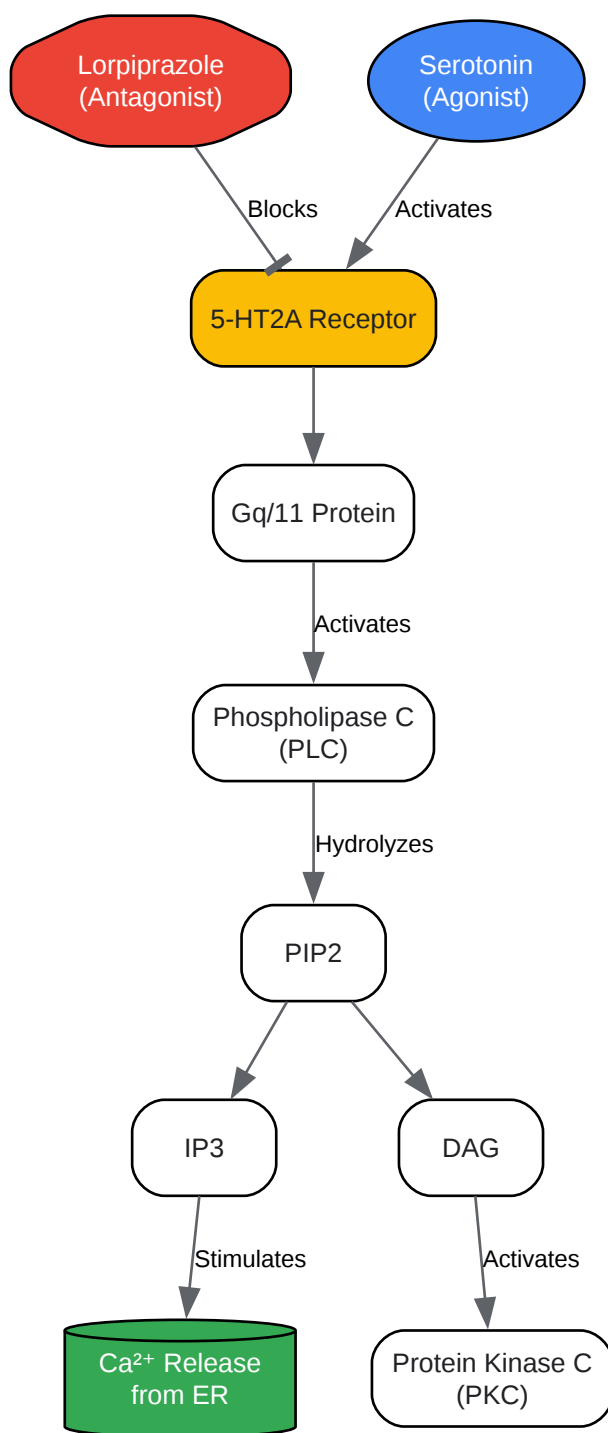 Lorpiprazole
(Antagonist)
Serotonin
(Agonist)
Blocks
Activates
5-HT2A Receptor
Gq/11 Protein
Activates
Phospholipase C
(PLC)
Hydrolyzes
PIP2
IP3
DAG
Stimulates
Activates
Ca²⁺ Release
from ER
Protein Kinase C
(PKC)